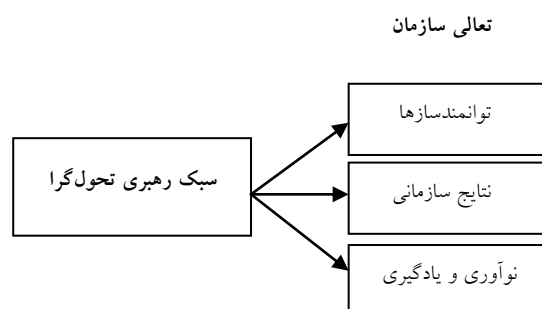 تعالی سازمان
توانمندسازها
سبک رهبری تحول‌گرا
نتایج سازمانی
نوآوری و یادگیری